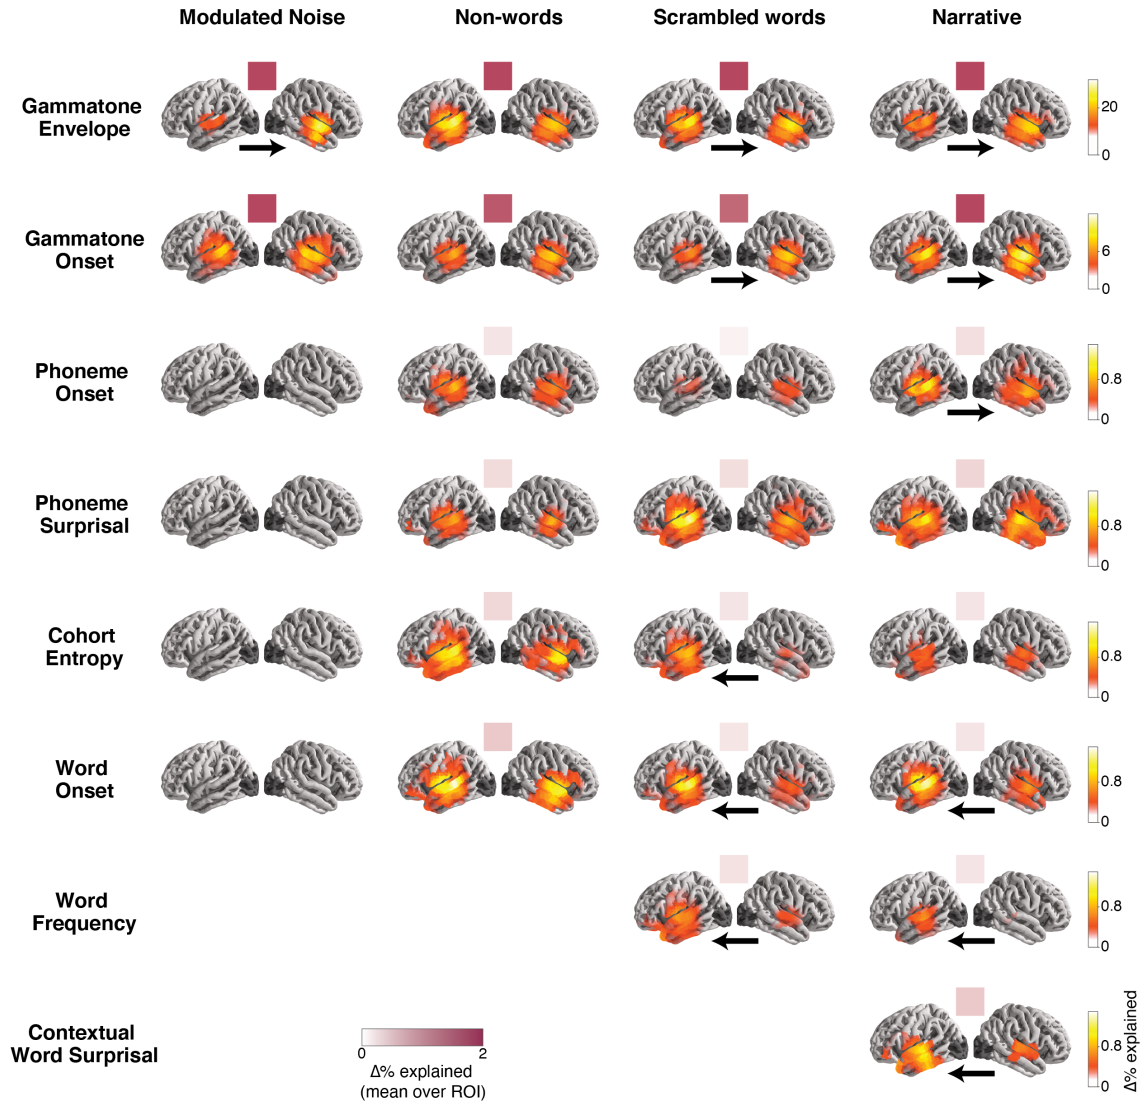 Modulated Noise Non-words Scrambled words Narrative
Gammatone
Envelope
20
0
Gammatone
Onset
6
0
Phoneme
Onset
0.8
0
Phoneme
Surprisal
0.8
0
Cohort
Entropy
0.8
0
Word
Onset
0.8
0
Word
Frequency
0.8
0
Contextual
Word Surprisal
0 2
Δ% explained
(mean over ROI)
0.8
0
Δ% explained